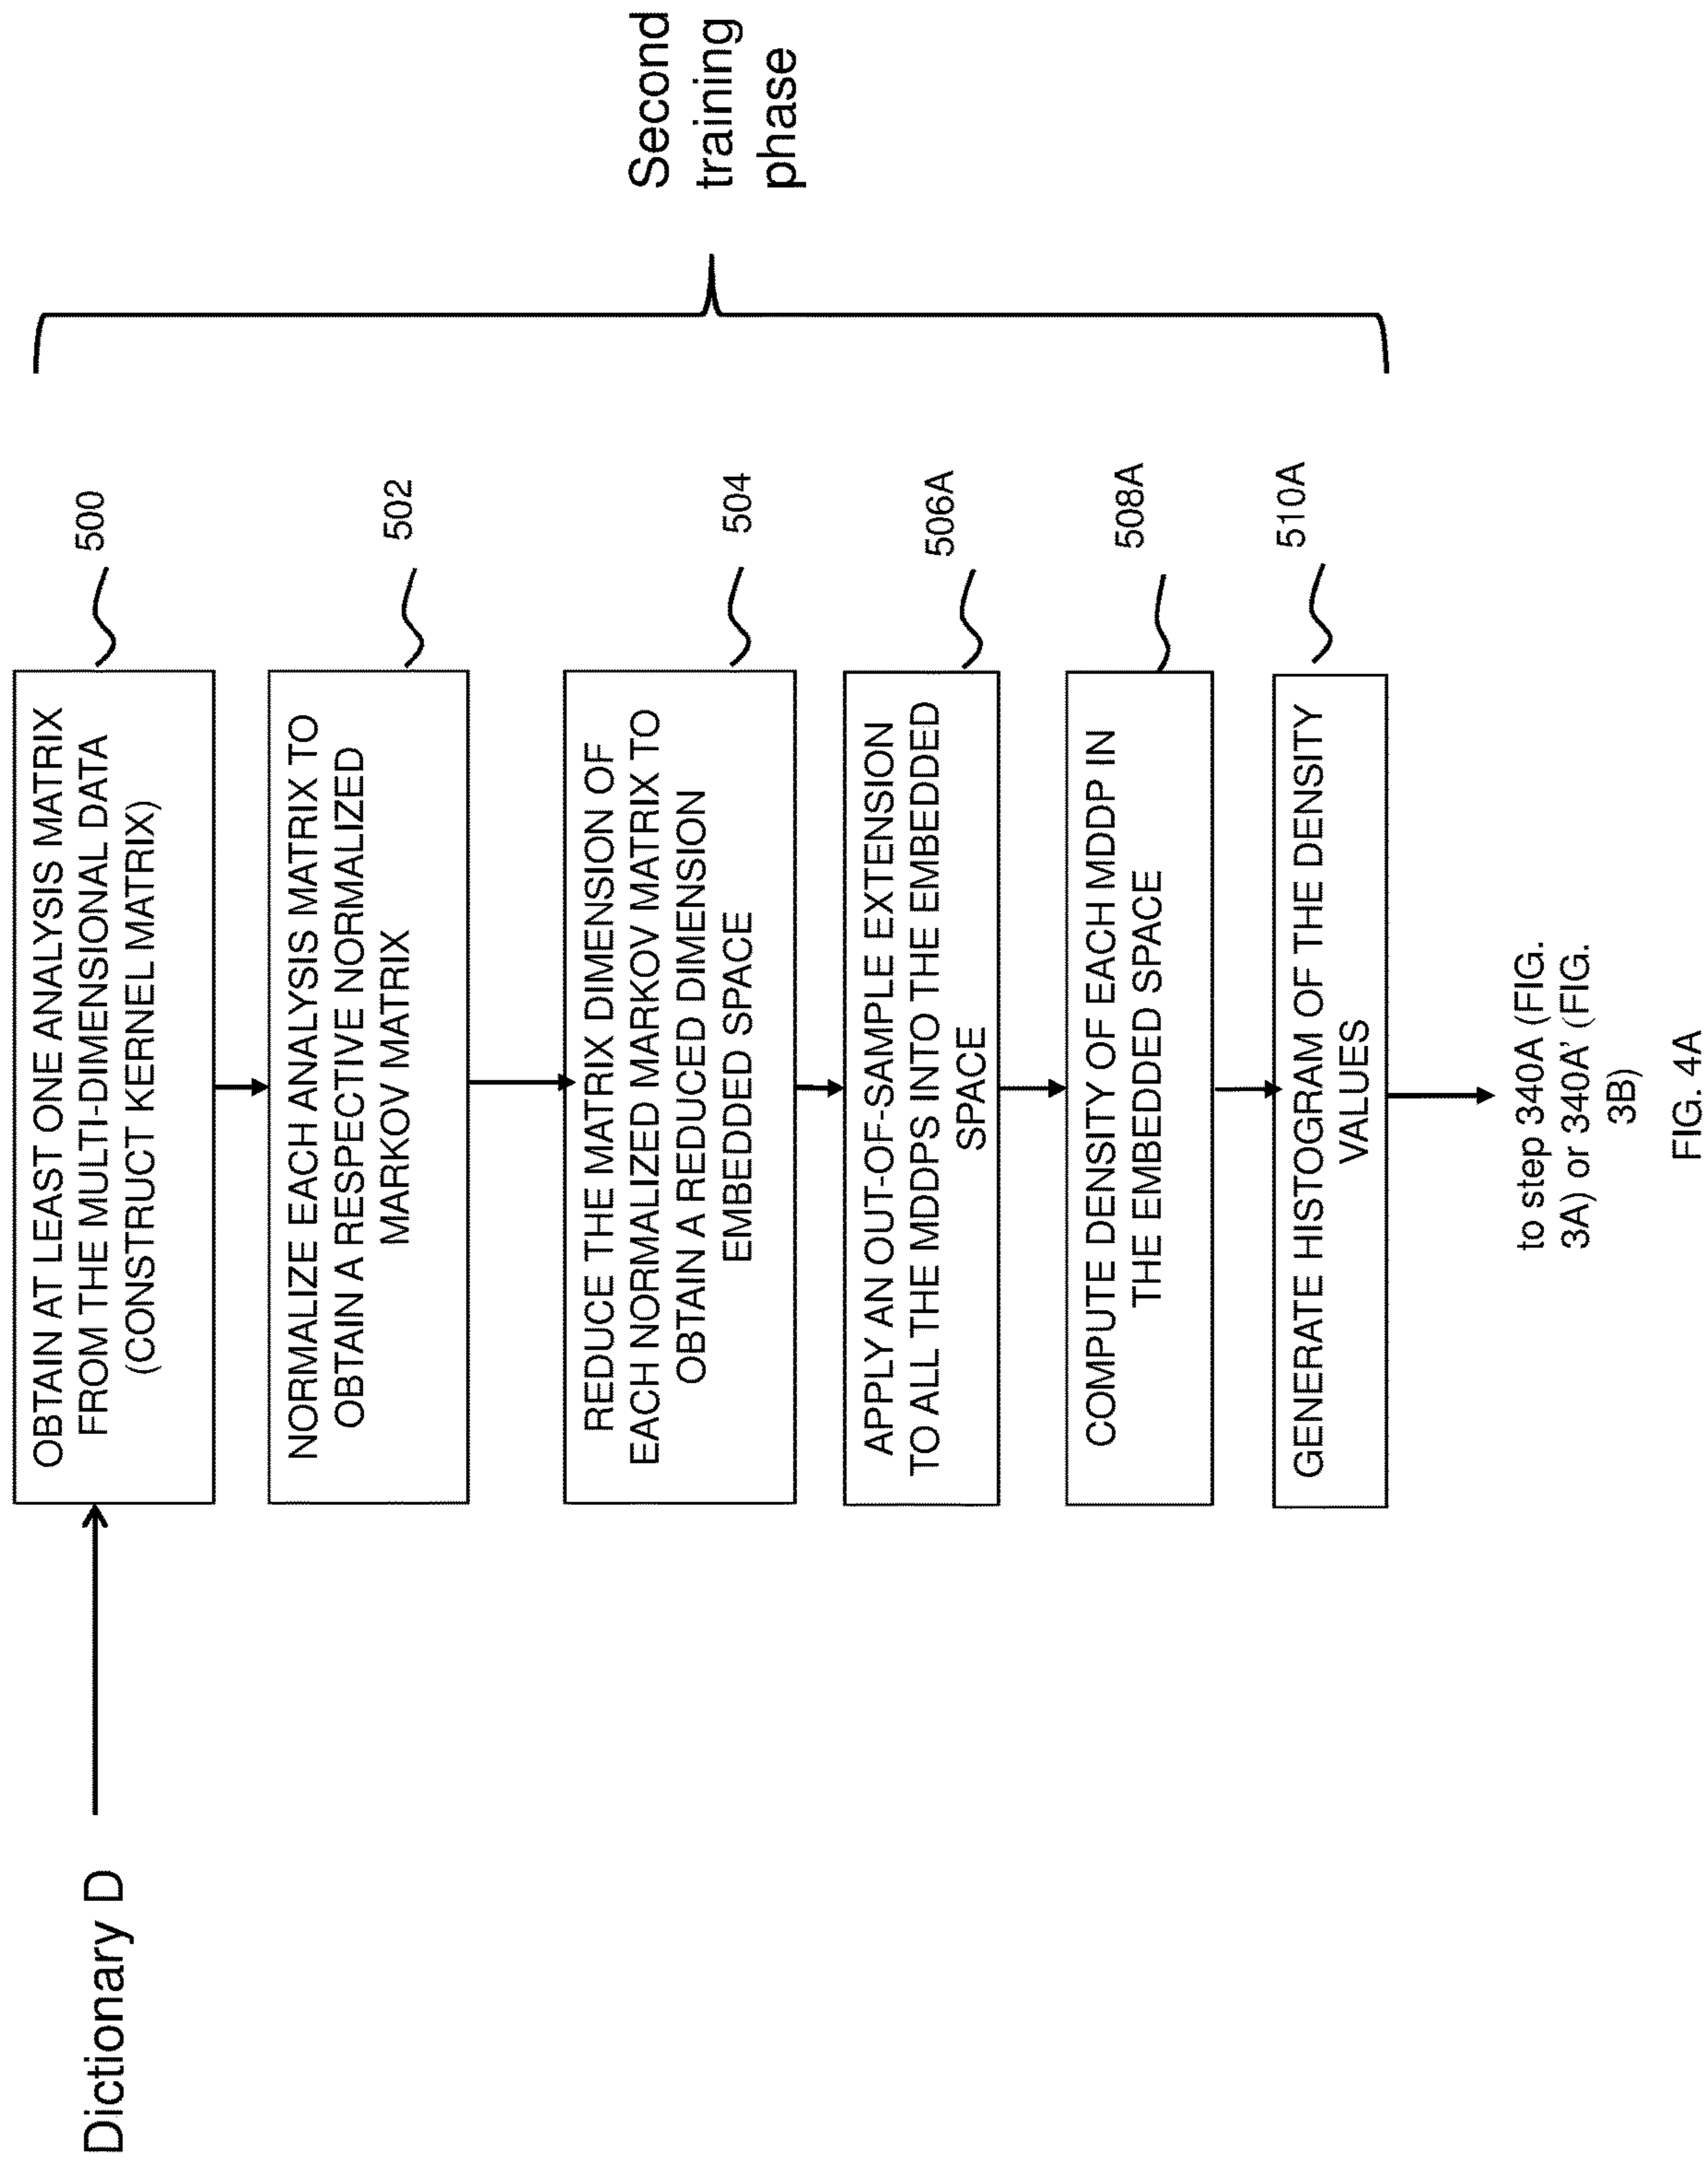 Dictionary D
OBTAIN AT LEAST ONE ANALYSIS MATRIX
FROM THE MULTI-DIMENSIONAL DATA
(CONSTRUCT KERNEL MATRIX)
500
NORMALIZE EACH ANALYSIS MATRIX TO
OBTAIN A RESPECTIVE NORMALIZED
MARKOV MATRIX
502
REDUCE THE MATRIX DIMENSION OF
EACH NORMALIZED MARKOV MATRIX TO
OBTAIN A REDUCED DIMENSION
EMBEDDED SPACE
504
APPLY AN OUT-OF-SAMPLE EXTENSION
TO ALL THE MDDPS INTO THE EMBEDDED
SPACE
506A
COMPUTE DENSITY OF EACH MDDP IN
THE EMBEDDED SPACE
508A
GENERATE HISTOGRAM OF THE DENSITY
VALUES
510A
Second
training
phase
to step 340A (FIG.
3A) or 340A' (FIG.
3B)
FIG. 4A